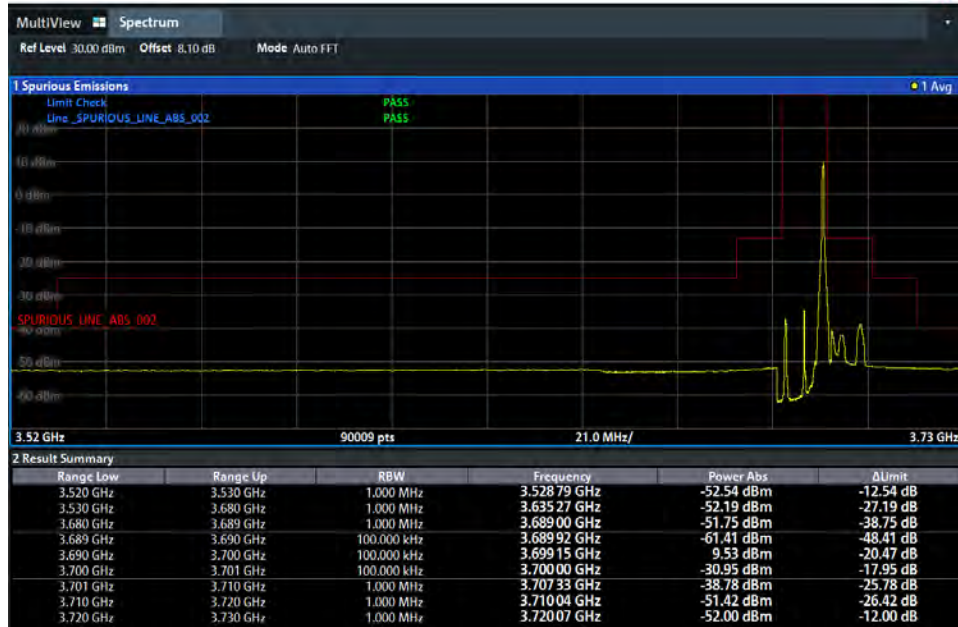 MultiView Spectrum
Ref Level 30.00 dBm Offset 8.10 dB Mode Auto FFT
1 Spurious Emissions 1 Avg
Limit Check PASS
Line _SPURIOUS_LINE_ABS_002 PASS
20 dBm
10 dBm
0 dBm
-10 dBm
-20 dBm
-30 dBm
SPURIOUS_LINE_ABS_002
-40 dBm
-50 dBm
-60 dBm
3.52 GHz 90009 pts 21.0 MHz/ 3.73 GHz
2 Result Summary
Range Low Range Up RBW Frequency Power Abs ΔLimit
3.520 GHz 3.530 GHz 1.000 MHz 3.528 79 GHz -52.54 dBm -12.54 dB
3.530 GHz 3.680 GHz 1.000 MHz 3.635 27 GHz -52.19 dBm -27.19 dB
3.680 GHz 3.689 GHz 1.000 MHz 3.689 00 GHz -51.75 dBm -38.75 dB
3.689 GHz 3.690 GHz 100.000 kHz 3.689 92 GHz -61.41 dBm -48.41 dB
3.690 GHz 3.700 GHz 100.000 kHz 3.699 15 GHz 9.53 dBm -20.47 dB
3.700 GHz 3.701 GHz 100.000 kHz 3.700 00 GHz -30.95 dBm -17.95 dB
3.701 GHz 3.710 GHz 1.000 MHz 3.707 33 GHz -38.78 dBm -25.78 dB
3.710 GHz 3.720 GHz 1.000 MHz 3.710 04 GHz -51.42 dBm -26.42 dB
3.720 GHz 3.730 GHz 1.000 MHz 3.720 07 GHz -52.00 dBm -12.00 dB